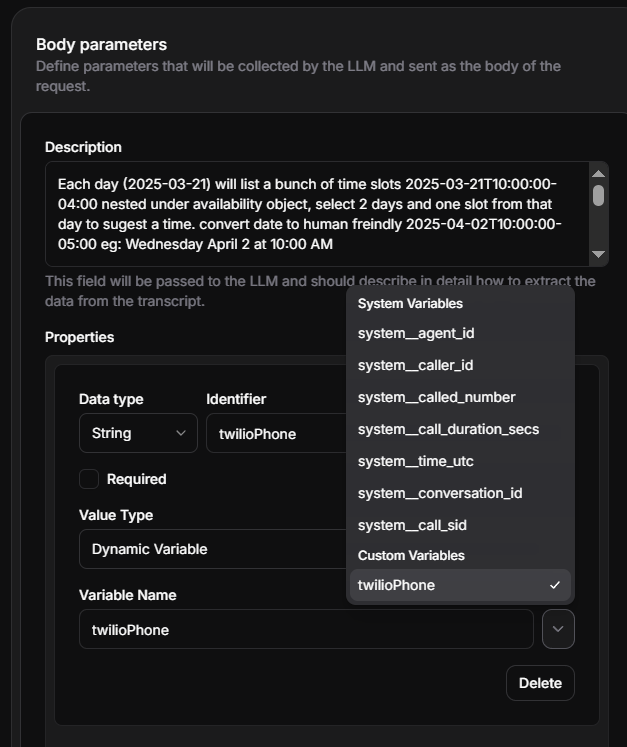 Body parameters
Define parameters that will be collected by the LLM and sent as the body of the
request.
Description
Each day (2025-03-21) will list a bunch of time slots 2025-03-21T10:00:00-
04:00 nested under availability object, select 2 days and one slot from that
day to sugest a time. convert date to human freindly 2025-04-02T10:00:00-
05:00 eg: Wednesday April 2 at 10:00 AM
This field will be passed to the LLM and should describe in detail how to extract the
data from the transcript.
Properties
Data type
Identifier
String
twilioPhone
Required
Value Type
Dynamic Variable
Variable Name
twilioPhone
Delete
System Variables
system__agent_id
system__caller_id
system__called_number
system__call_duration_secs
system__time_utc
system__conversation_id
system__call_sid
Custom Variables
twilioPhone